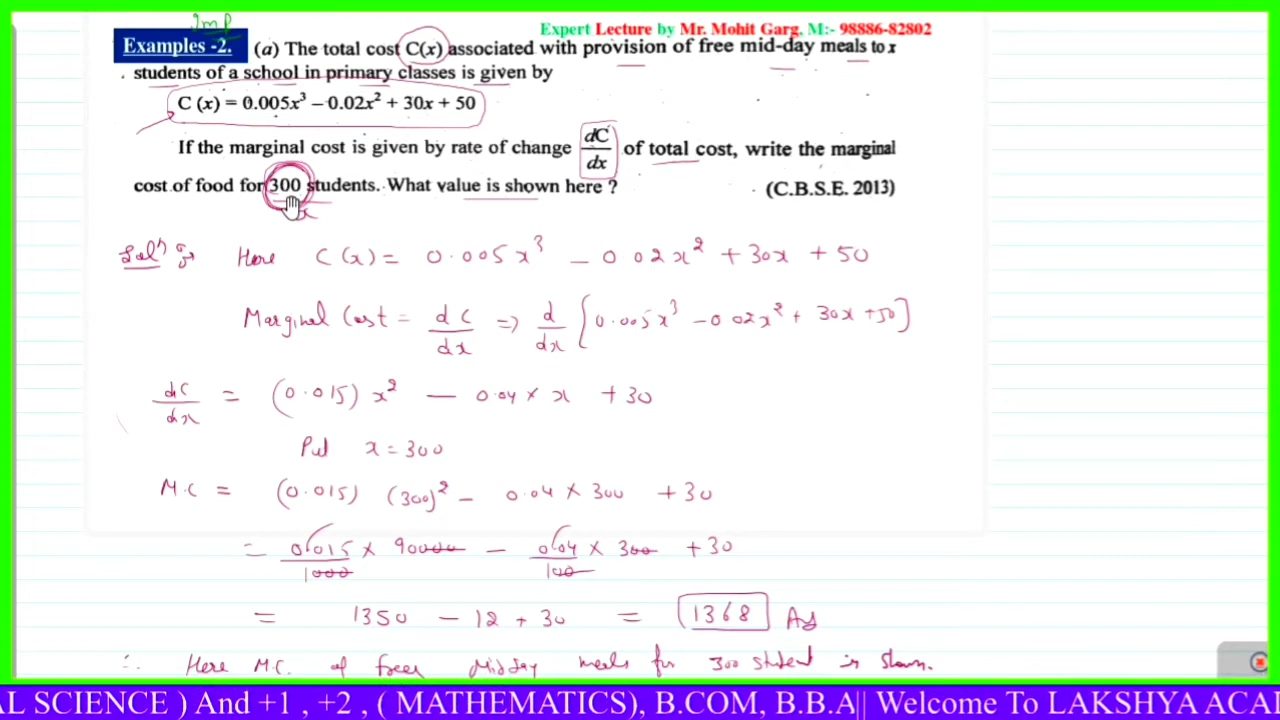 Imp
Expert Lecture by Mr. Mohit Garg, M:- 98886-82802
Examples -2. (a) The total cost C(x) associated with provision of free mid-day meals to x
students of a school in primary classes is given by
C (x) = 0.005x³ – 0.02x² + 30x + 50
If the marginal cost is given by rate of change dC/dx of total cost, write the marginal
cost of food for 300 students. What value is shown here ?
(C.B.S.E. 2013)
x
Solⁿ Here C(x) = 0.005x³ – 0.02x² + 30x + 50
Marginal Cost = dC/dx ⇒ d/dx [0.005x³ – 0.02x² + 30x + 50]
dC/dx = (0.015) x² – 0.04 × x + 30
Put x = 300
M.C = (0.015) (300)² – 0.04 × 300 + 30
= 0.015/1000 × 90000 – 0.04/100 × 300 + 30
= 1350 – 12 + 30 = 1368 As
∴ Here M.C. of free Midday meals for 300 student is shown.
AL SCIENCE ) And +1 , +2 , ( MATHEMATICS), B.COM, B.B.A|| Welcome To LAKSHYA ACA